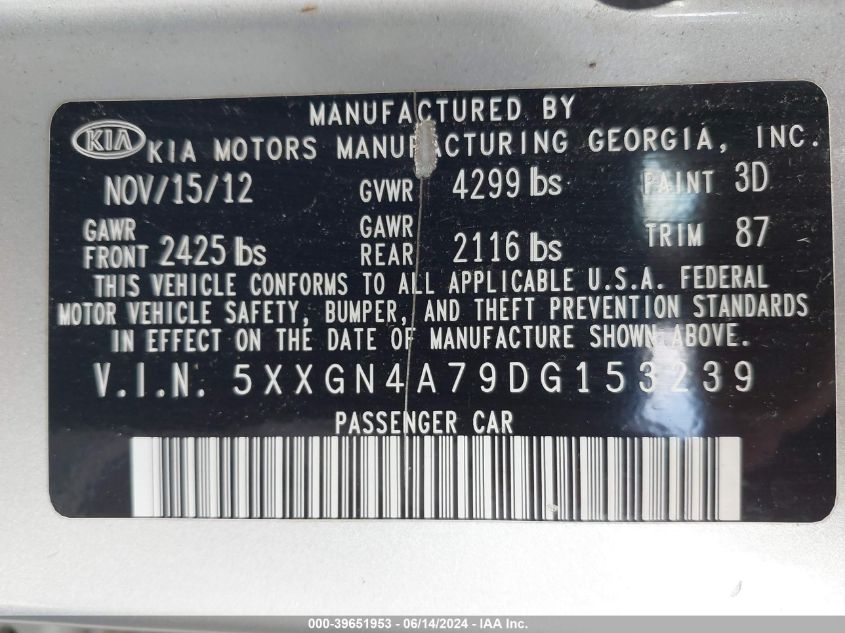 MANUFACTURED BY
KIA KIA MOTORS MANUFACTURING GEORGIA, INC.
NOV/15/12 GVWR 4299 lbs PAINT 3D
GAWR FRONT 2425 lbs GAWR REAR 2116 lbs TRIM 87
THIS VEHICLE CONFORMS TO ALL APPLICABLE U.S.A. FEDERAL
MOTOR VEHICLE SAFETY, BUMPER, AND THEFT PREVENTION STANDARDS
IN EFFECT ON THE DATE OF MANUFACTURE SHOWN ABOVE.
V.I.N. 5XXGN4A79DG153239
PASSENGER CAR
000-39651953 - 06/14/2024 - IAA Inc.